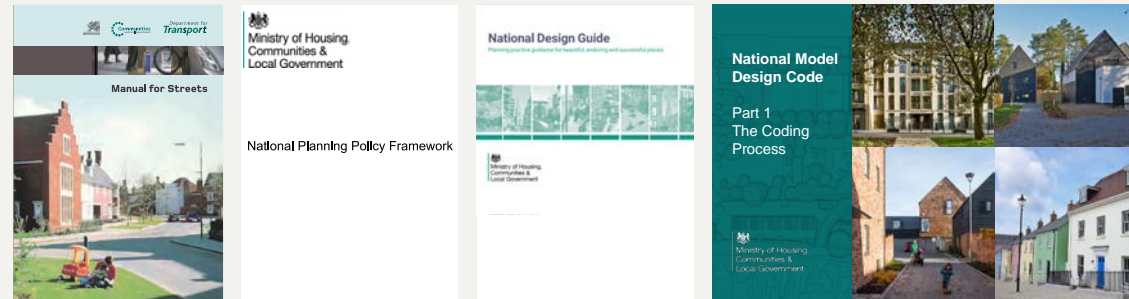 Communities
Department for
Transport
Manual for Streets
Ministry of Housing,
Communities &
Local Government
National Planning Policy Framework
National Design Guide
Planning practice guidance for beautiful, enduring and successful places
Ministry of Housing,
Communities &
Local Government
National Model
Design Code
Part 1
The Coding
Process
Ministry of Housing,
Communities &
Local Government